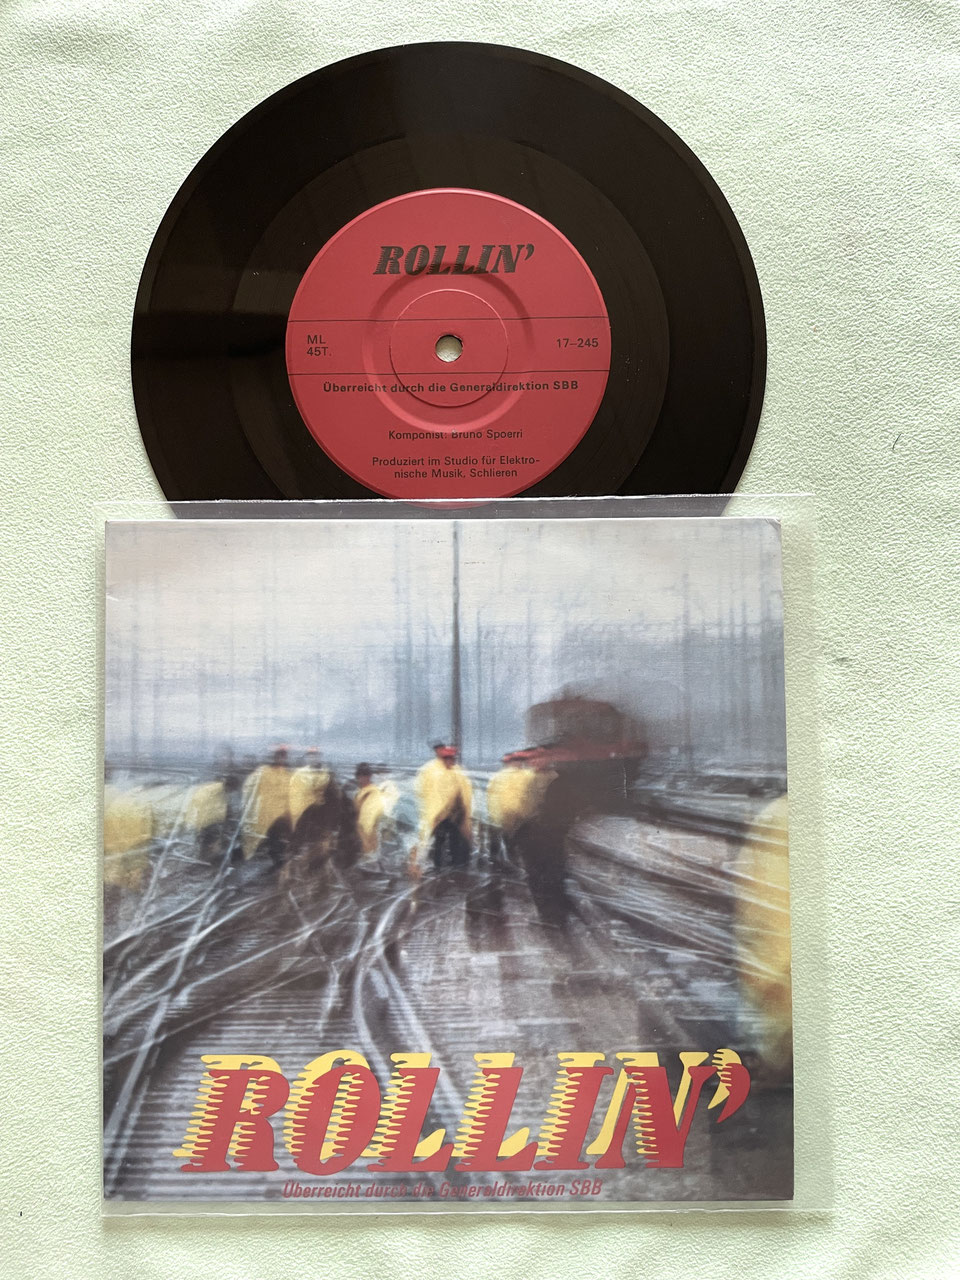 ROLLIN’
ML 17–245
45T.
Überreicht durch die Generaldirektion SBB
Komponist: Bruno Spoerri
Produziert im Studio für Elektro-
nische Musik, Schlieren
ROLLIN’
Überreicht durch die Generaldirektion SBB